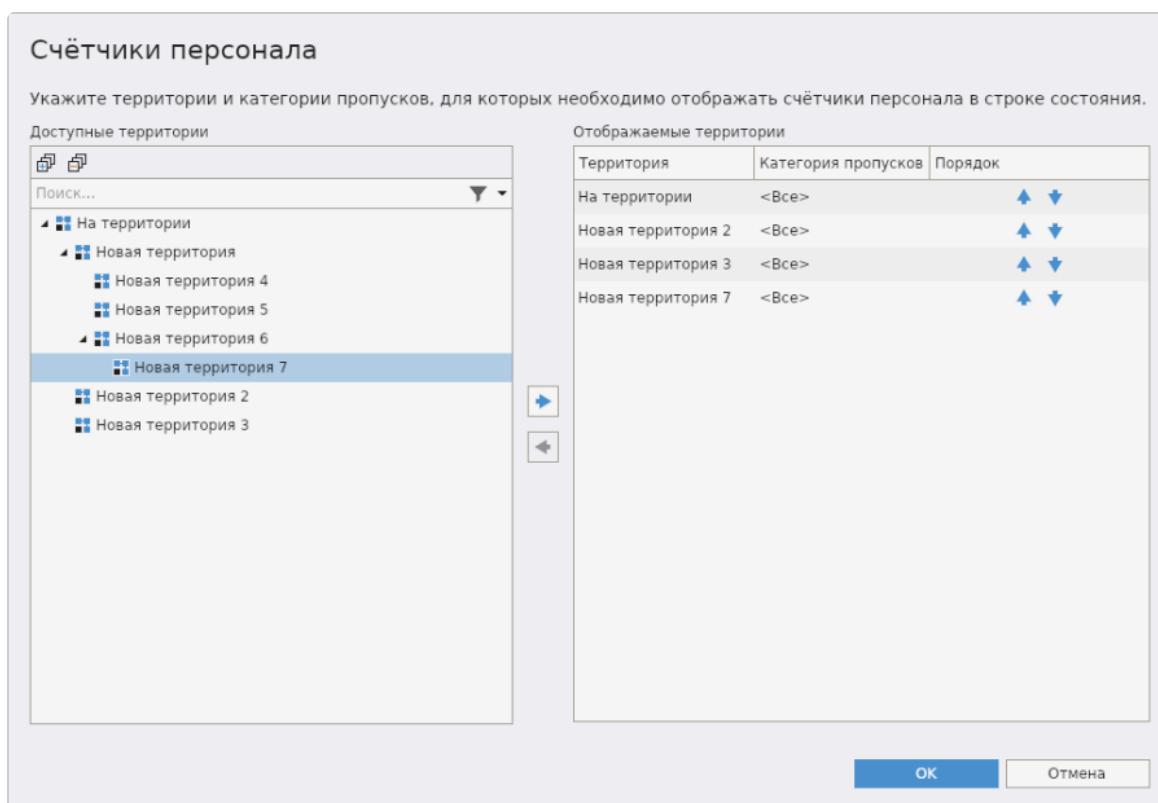 Счётчики персонала
Укажите территории и категории пропусков, для которых необходимо отображать счётчики персонала в строке состояния.
Доступные территории
Поиск...
На территории
Новая территория
Новая территория 4
Новая территория 5
Новая территория 6
Новая территория 7
Новая территория 2
Новая территория 3
Отображаемые территории
Территория Категория пропусков Порядок
На территории <Все>
Новая территория 2 <Все>
Новая территория 3 <Все>
Новая территория 7 <Все>
ОК Отмена